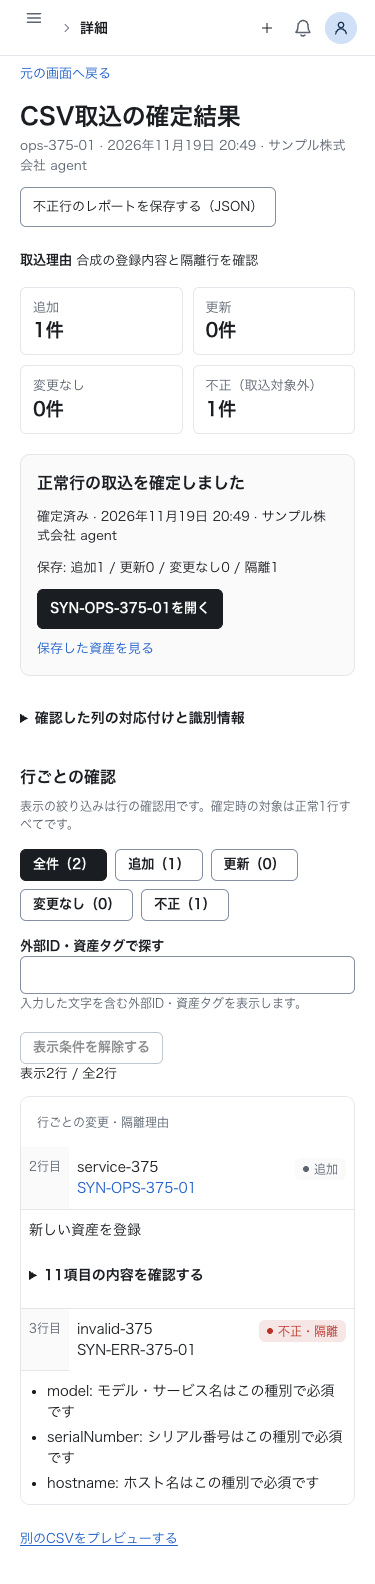 詳細
元の画面へ戻る
CSV取込の確定結果
ops-375-01 · 2026年11月19日 20:49 · サンプル株式
会社 agent
不正行のレポートを保存する（JSON）
取込理由 合成の登録内容と隔離行を確認
追加
1件
更新
0件
変更なし
0件
不正（取込対象外）
1件
正常行の取込を確定しました
確定済み · 2026年11月19日 20:49 · サンプル株
式会社 agent
保存: 追加1 / 更新0 / 変更なし0 / 隔離1
SYN-OPS-375-01を開く
保存した資産を見る
確認した列の対応付けと識別情報
行ごとの確認
表示の絞り込みは行の確認用です。確定時の対象は正常1行す
べてです。
全件（2）
追加（1）
更新（0）
変更なし（0）
不正（1）
外部ID・資産タグで探す
入力した文字を含む外部ID・資産タグを表示します。
表示条件を解除する
表示2行 / 全2行
行ごとの変更・隔離理由
2行目
service-375
SYN-OPS-375-01
追加
新しい資産を登録
11項目の内容を確認する
3行目
invalid-375
SYN-ERR-375-01
不正・隔離
model: モデル・サービス名はこの種別で必須
です
serialNumber: シリアル番号はこの種別で必須
です
hostname: ホスト名はこの種別で必須です
別のCSVをプレビューする